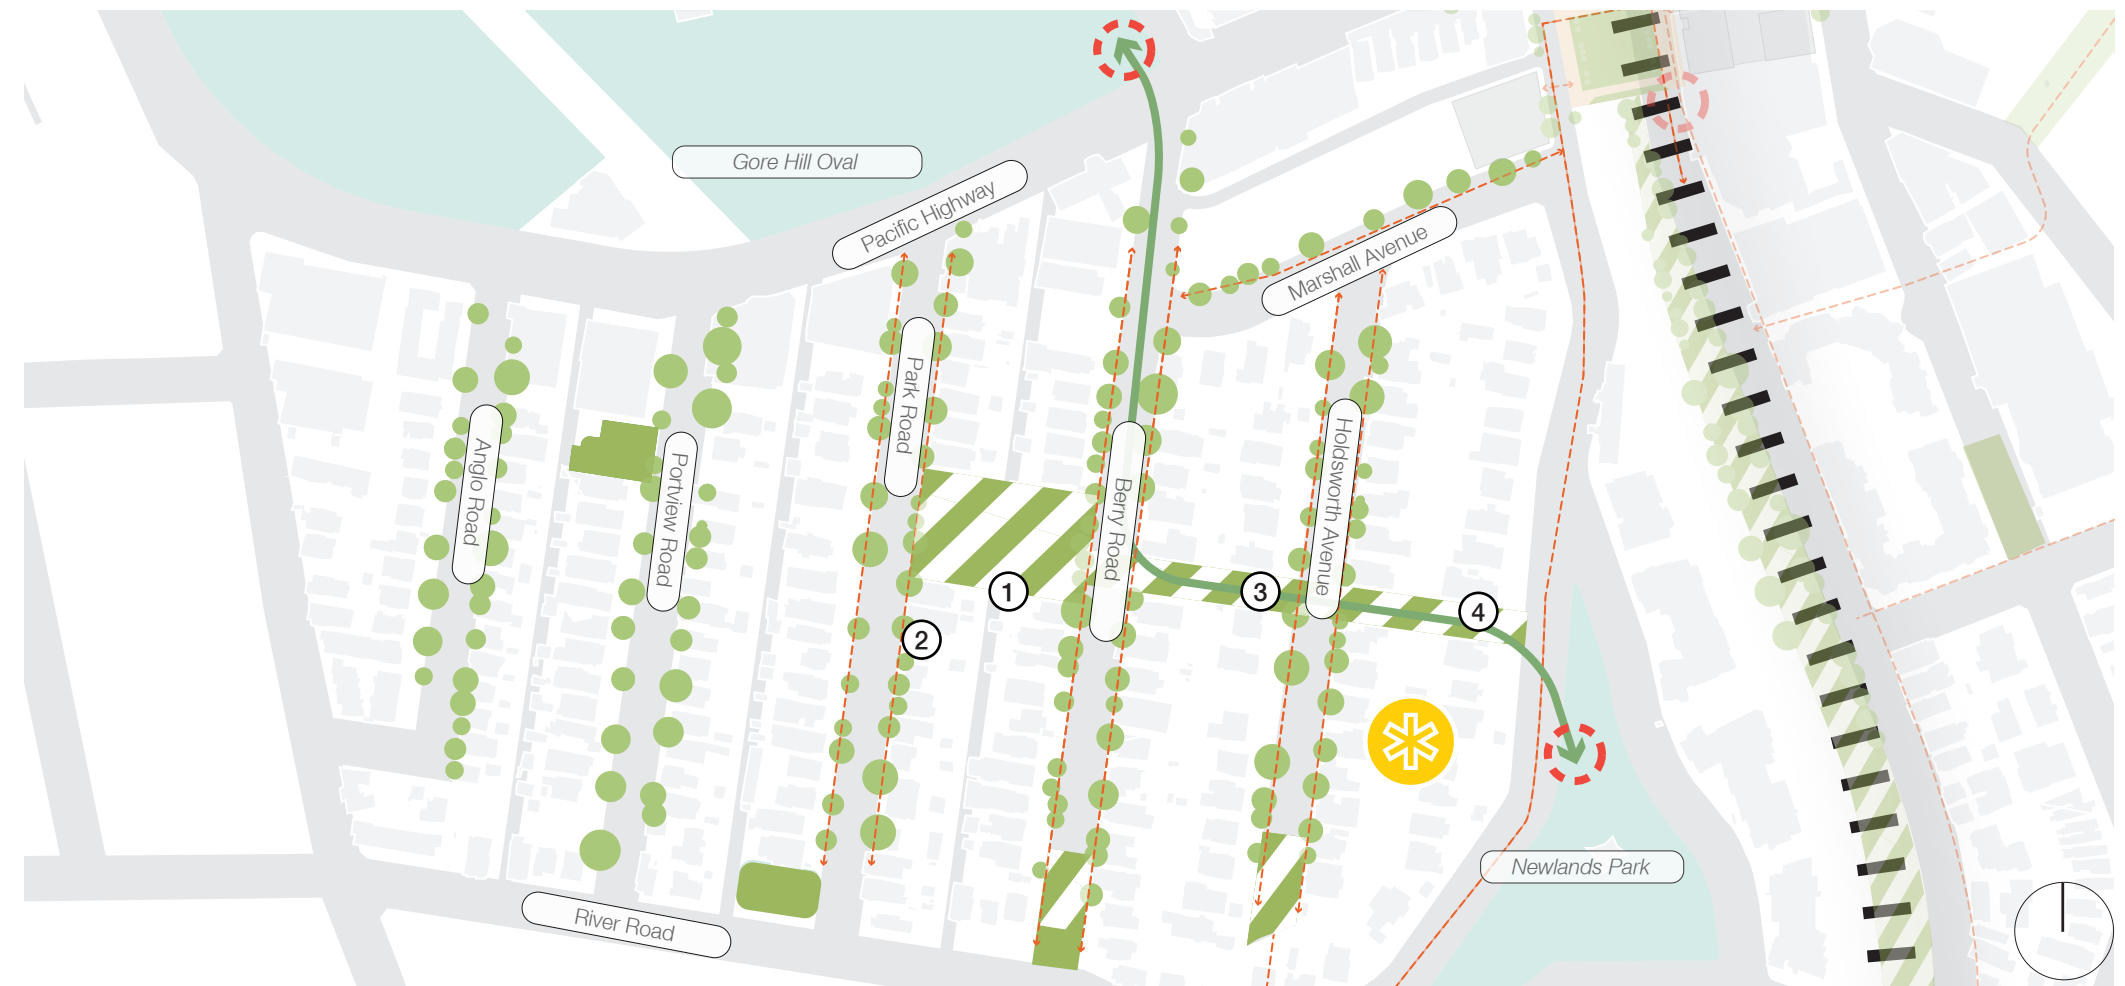 Gore Hill Oval
Pacific Highway
Marshall Avenue
Park Road
Anglo Road
Portview Road
Berry Road
Holdsworth Avenue
1
2
3
4
Newlands Park
River Road